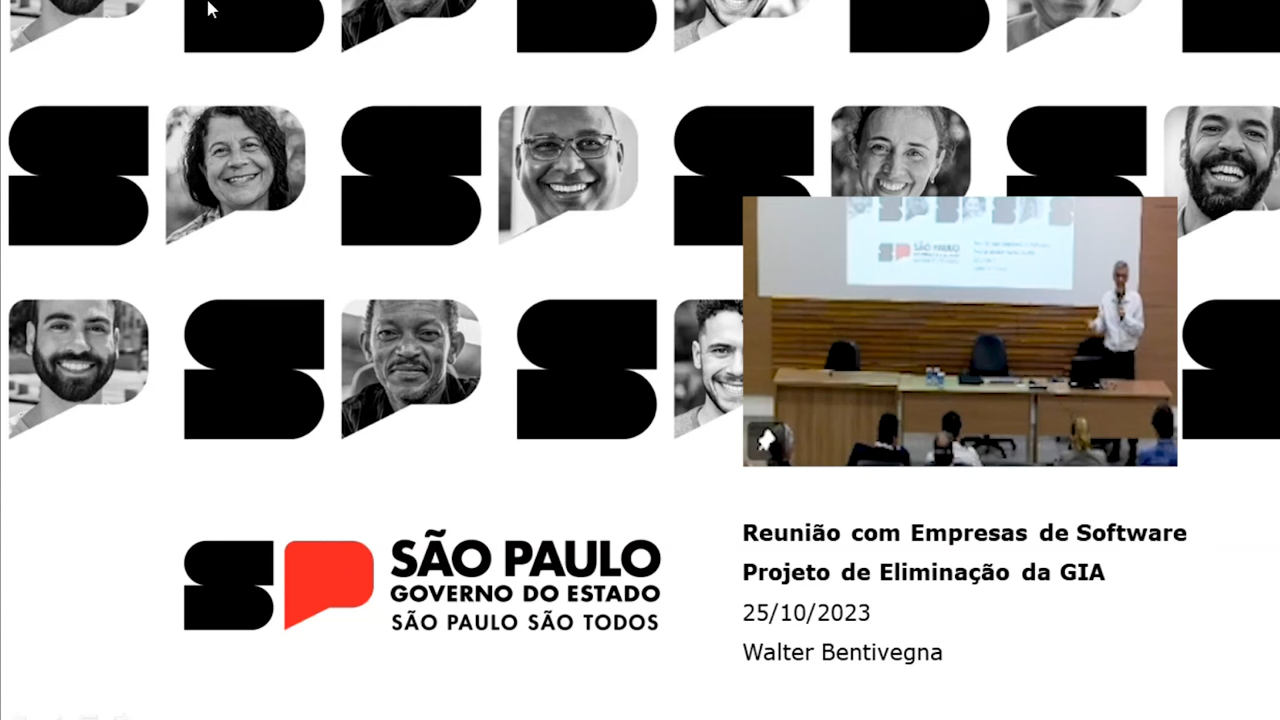 SÃO PAULO
GOVERNO DO ESTADO
SÃO PAULO SÃO TODOS
Reunião com Empresas de Software
Projeto de Eliminação da GIA
25/10/2023
Walter Bentivegna